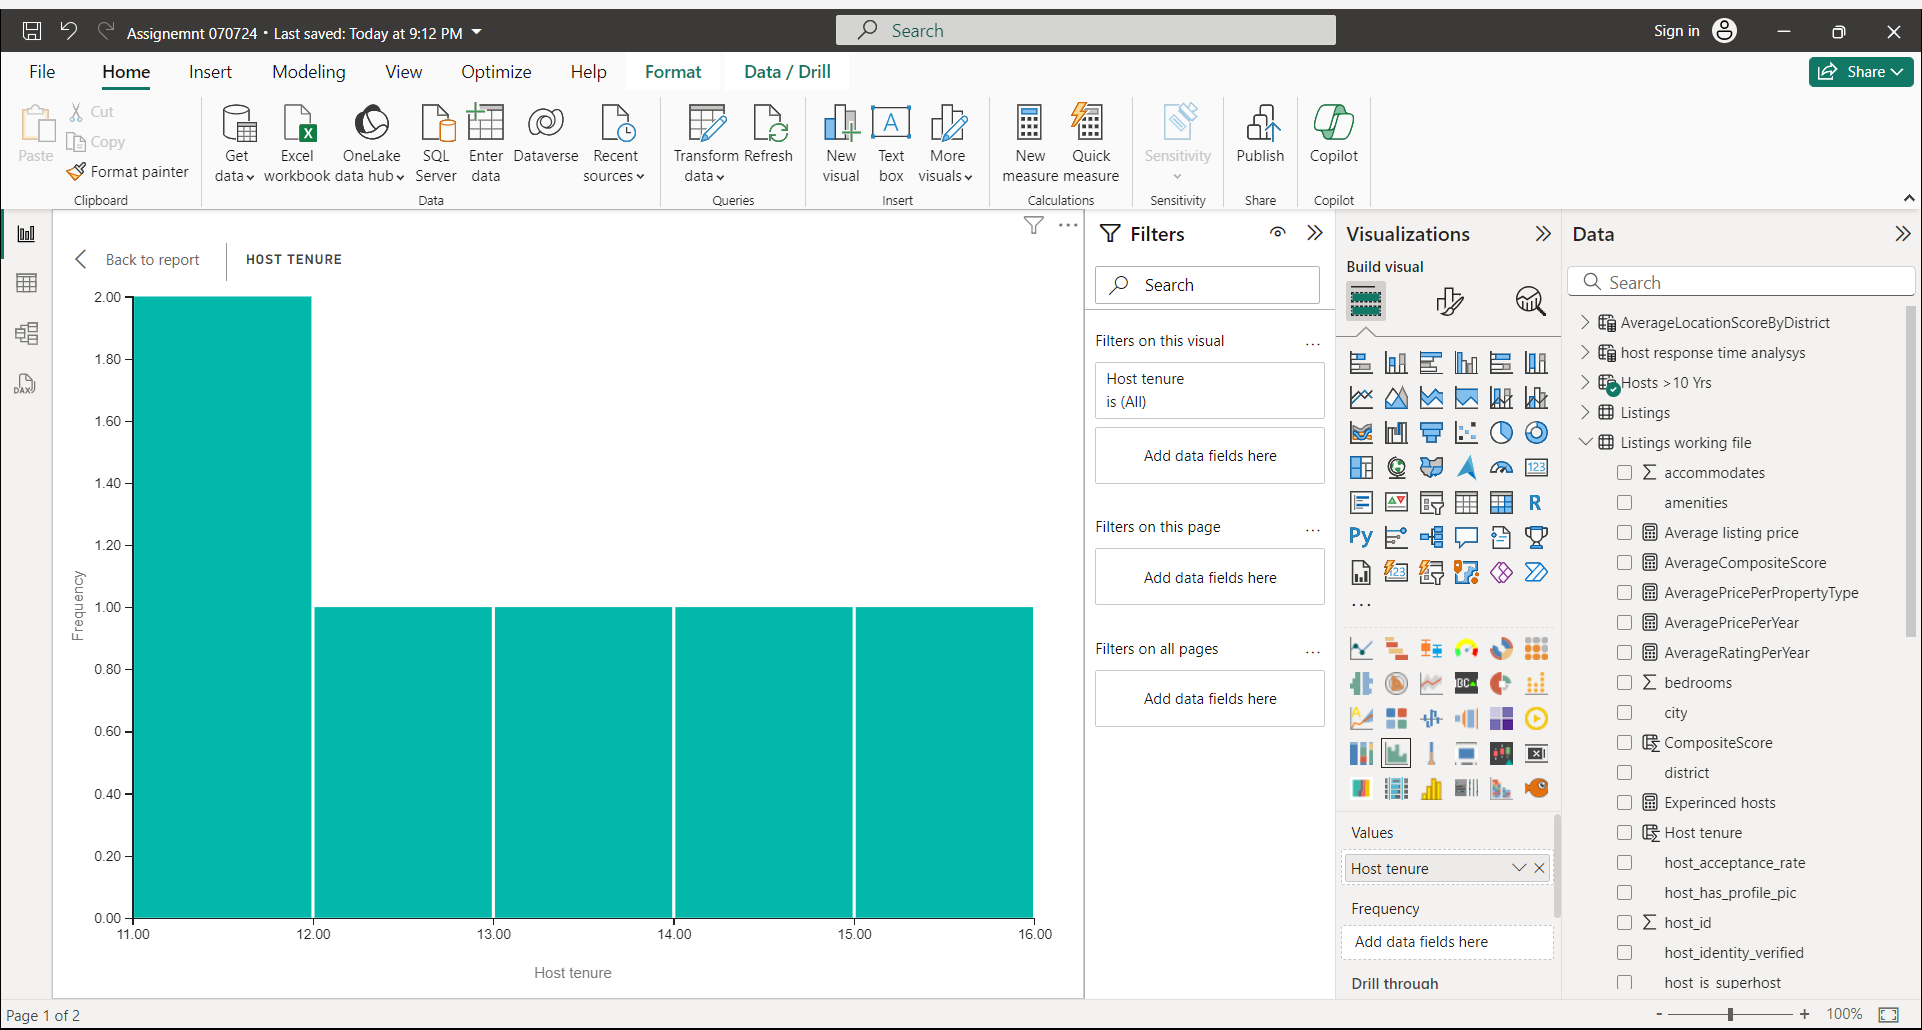 Assignemnt 070724 • Last saved: Today at 9:12 PM
Search
Sign in
File
Home
Insert
Modeling
View
Optimize
Help
Format
Data / Drill
Share
Paste
Cut
Copy
Format painter
Clipboard
Get data
Excel workbook
OneLake data hub
SQL Server
Enter data
Dataverse
Recent sources
Data
Transform data
Refresh
Queries
New visual
Text box
More visuals
Insert
New measure
Quick measure
Calculations
Sensitivity
Sensitivity
Publish
Share
Copilot
Copilot
DAX
Back to report
HOST TENURE
2.00
1.80
1.60
1.40
1.20
1.00
0.80
0.60
0.40
0.20
0.00
Frequency
11.00
12.00
13.00
14.00
15.00
16.00
Host tenure
Filters
Search
Filters on this visual
...
Host tenure
is (All)
Add data fields here
Filters on this page
...
Add data fields here
Filters on all pages
...
Add data fields here
Visualizations
Build visual
123
R
Py
123
...
Values
Host tenure
Frequency
Add data fields here
Drill through
Data
Search
AverageLocationScoreByDistrict
host response time analysys
Hosts >10 Yrs
Listings
Listings working file
accommodates
amenities
Average listing price
AverageCompositeScore
AveragePricePerPropertyType
AveragePricePerYear
AverageRatingPerYear
bedrooms
city
CompositeScore
district
Experinced hosts
Host tenure
host_acceptance_rate
host_has_profile_pic
host_id
host_identity_verified
host is superhost
Page 1 of 2
- + 100%